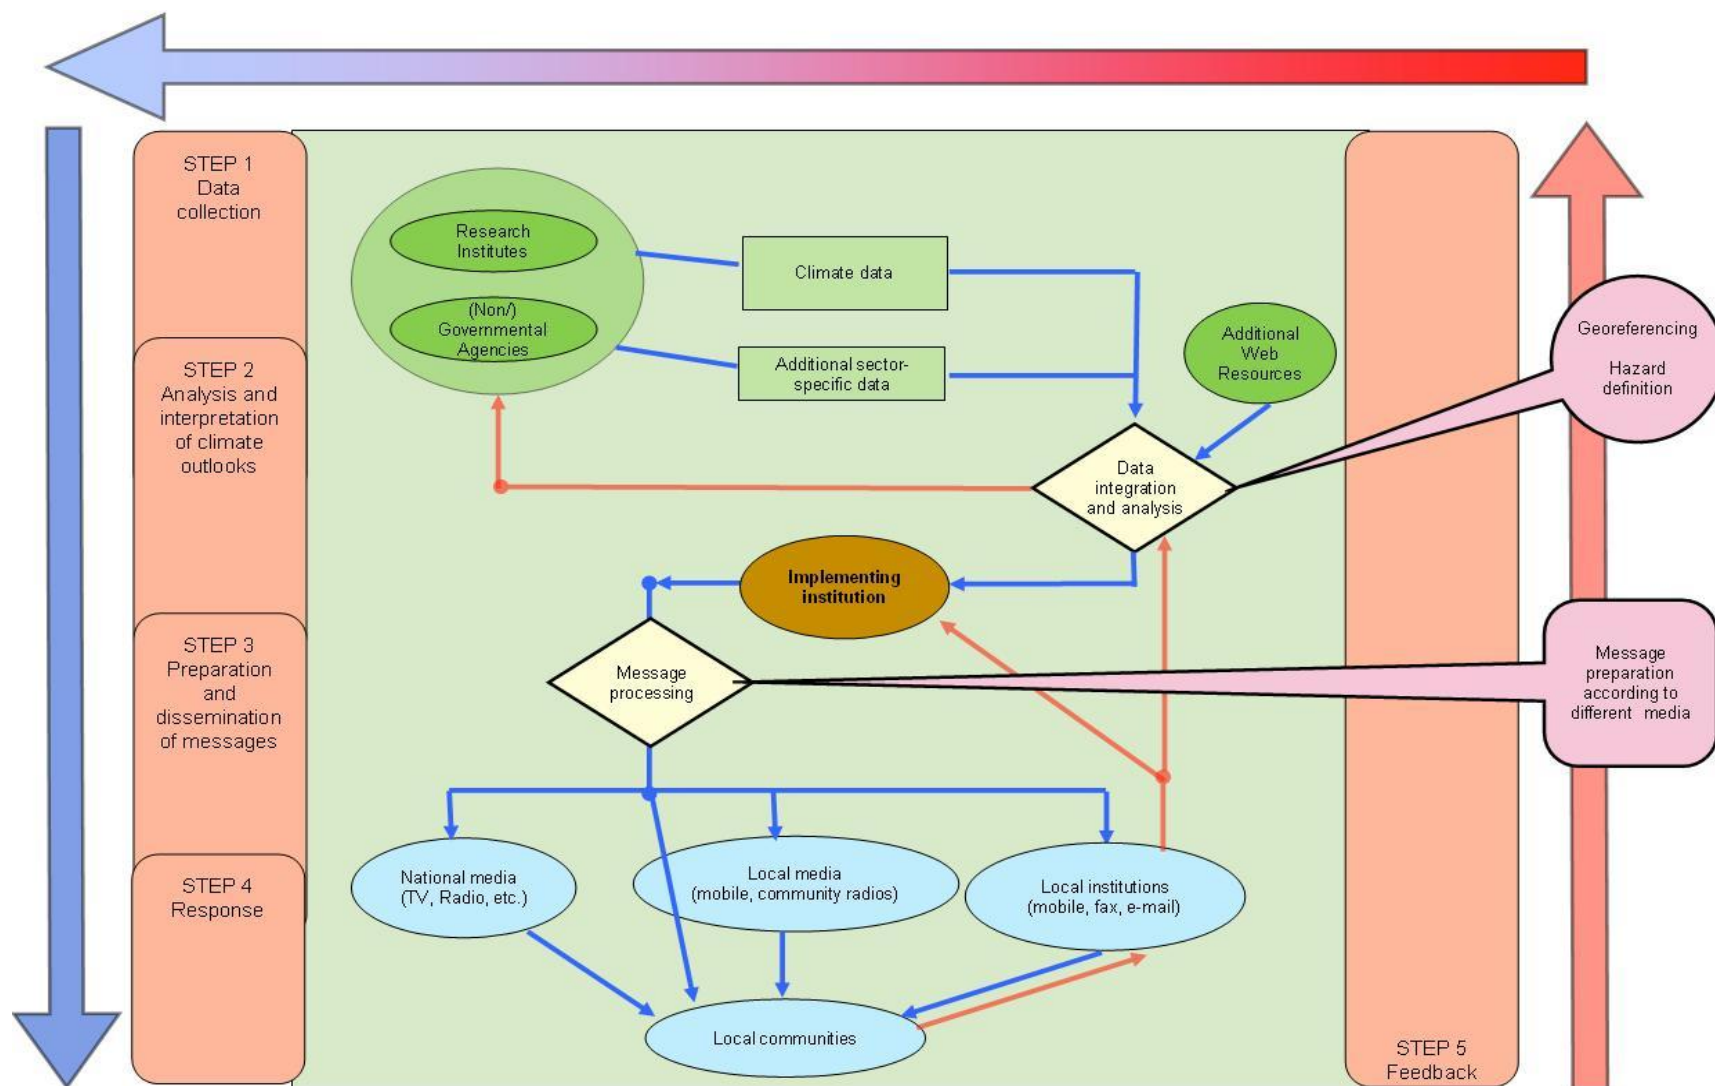 STEP 1
Data
collection
Research
Institutes
(Non/)
Governmental
Agencies
Climate data
Additional sector-
specific data
Additional
Web
Resources
Georeferencing
Hazard
definition
STEP 2
Analysis and
interpretation
of climate
outlooks
Data
integration
and analysis
Implementing
institution
STEP 3
Preparation
and
dissemination
of messages
Message
processing
Message
preparation
according to
different media
STEP 4
Response
National media
(TV, Radio, etc.)
Local media
(mobile, community radios)
Local institutions
(mobile, fax, e-mail)
Local communities
STEP 5
Feedback